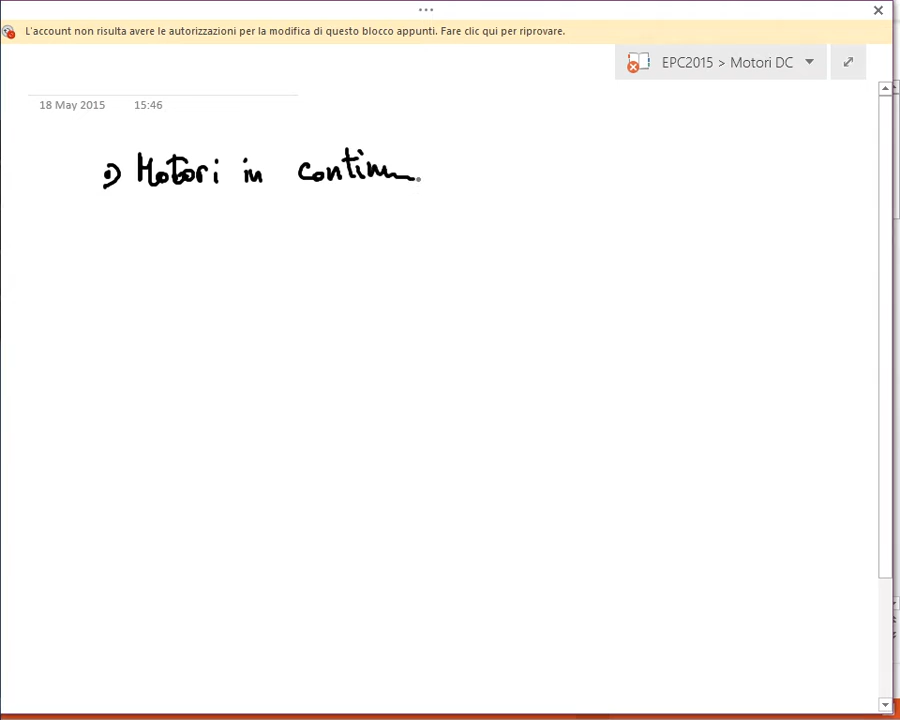 L'account non risulta avere le autorizzazioni per la modifica di questo blocco appunti. Fare clic qui per riprovare.
EPC2015 > Motori DC
18 May 2015 15:46
Motori in continu